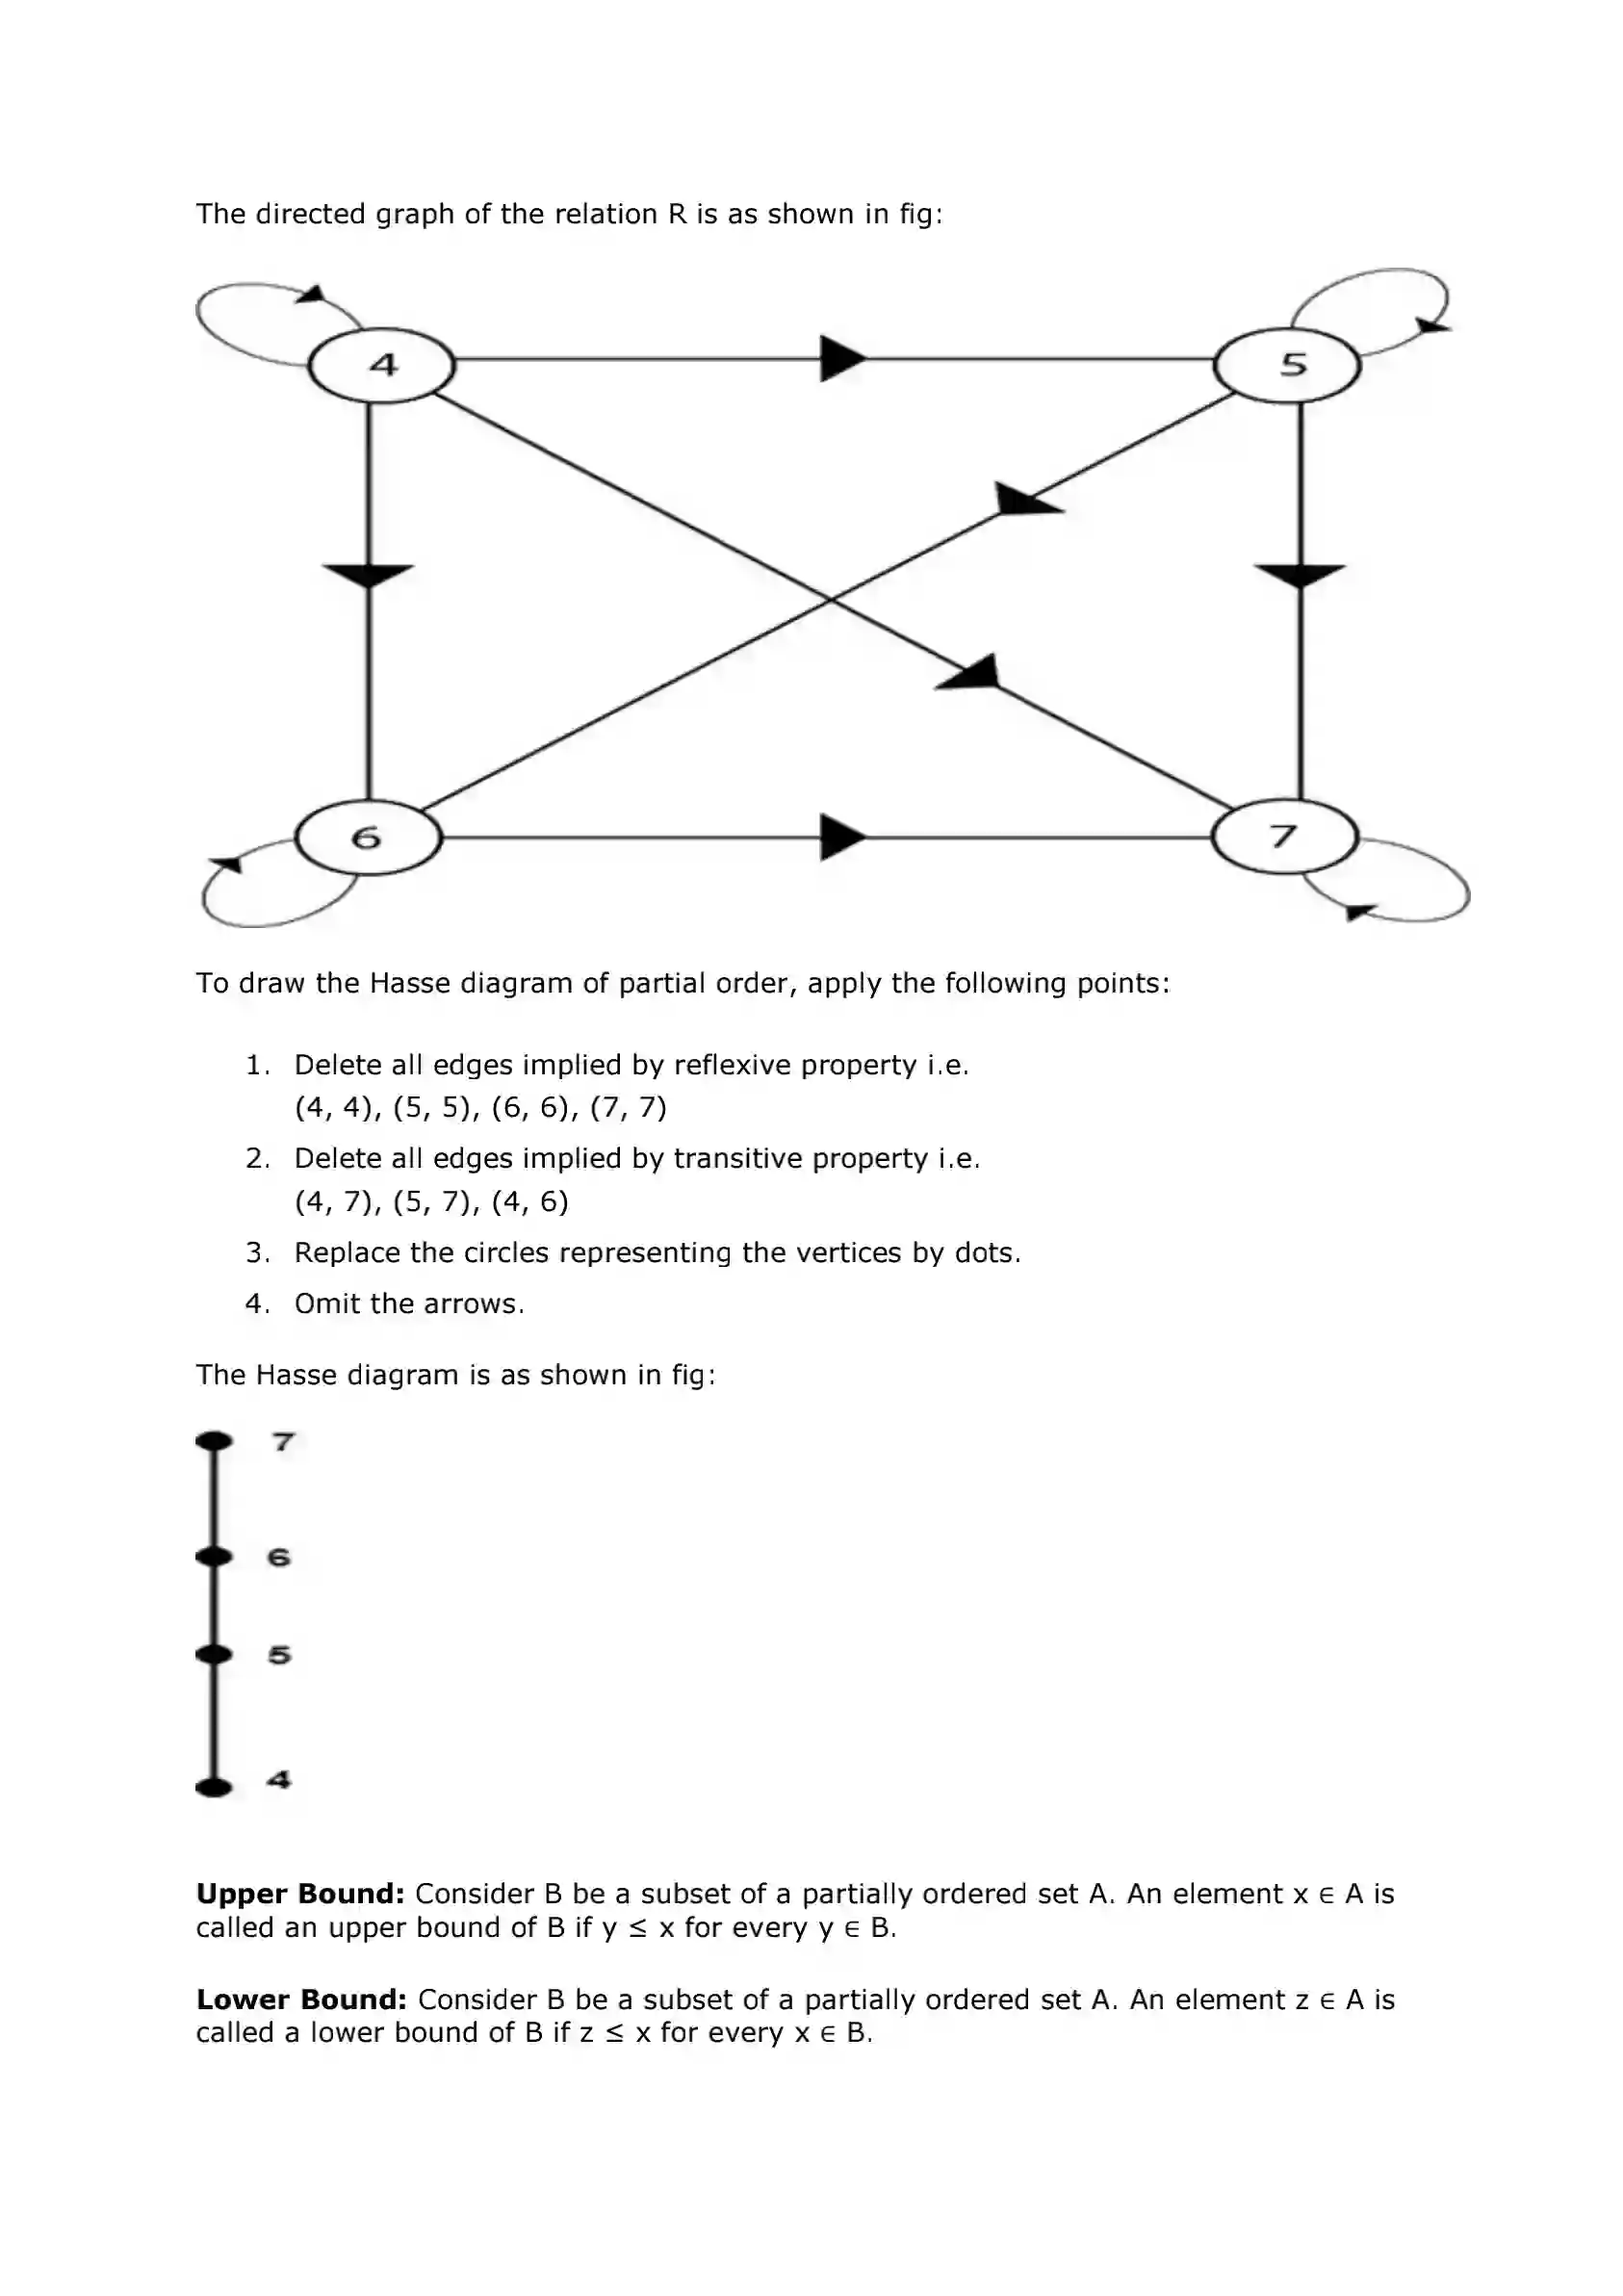 The directed graph of the relation R is as shown in fig:
4
5
6
7
To draw the Hasse diagram of partial order, apply the following points:
1. Delete all edges implied by reflexive property i.e.
(4, 4), (5, 5), (6, 6), (7, 7)
2. Delete all edges implied by transitive property i.e.
(4, 7), (5, 7), (4, 6)
3. Replace the circles representing the vertices by dots.
4. Omit the arrows.
The Hasse diagram is as shown in fig:
7
6
5
4
Upper Bound: Consider B be a subset of a partially ordered set A. An element x ∈ A is
called an upper bound of B if y ≤ x for every y ∈ B.
Lower Bound: Consider B be a subset of a partially ordered set A. An element z ∈ A is
called a lower bound of B if z ≤ x for every x ∈ B.